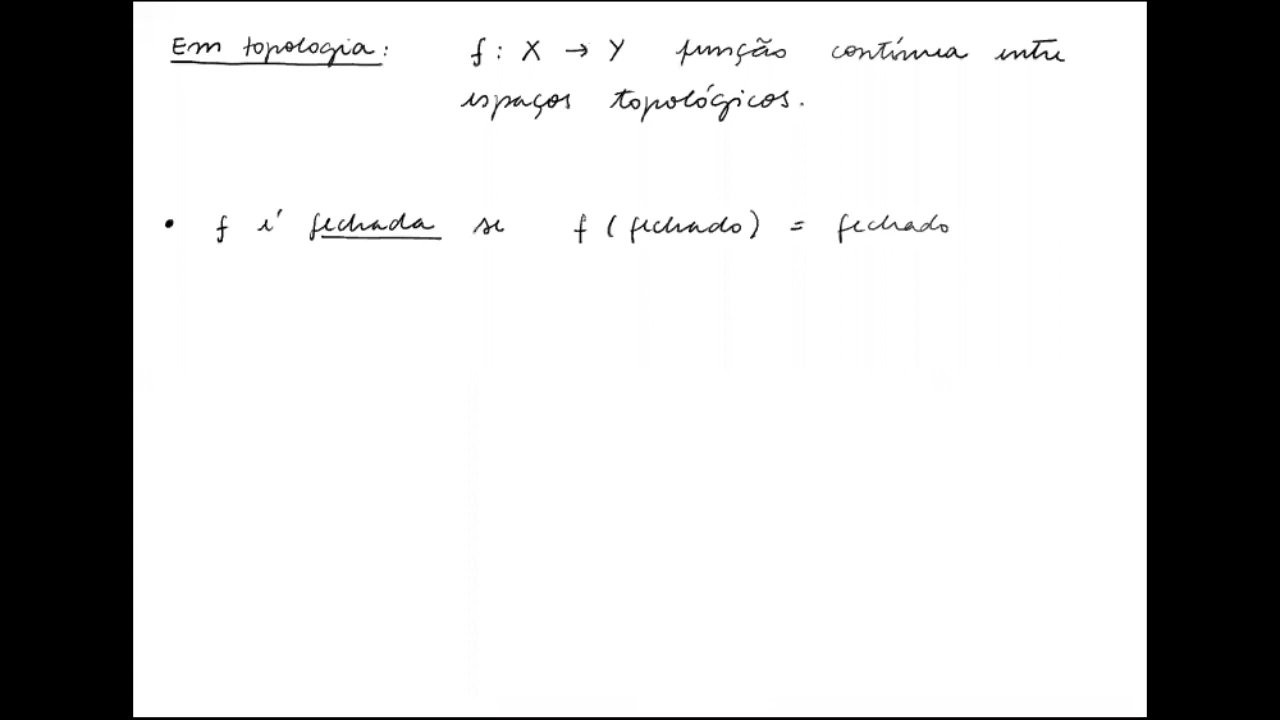 Em topologia: f : X → Y função contínua entre
espaços topológicos.
• f é fechada se f (fechado) = fechado